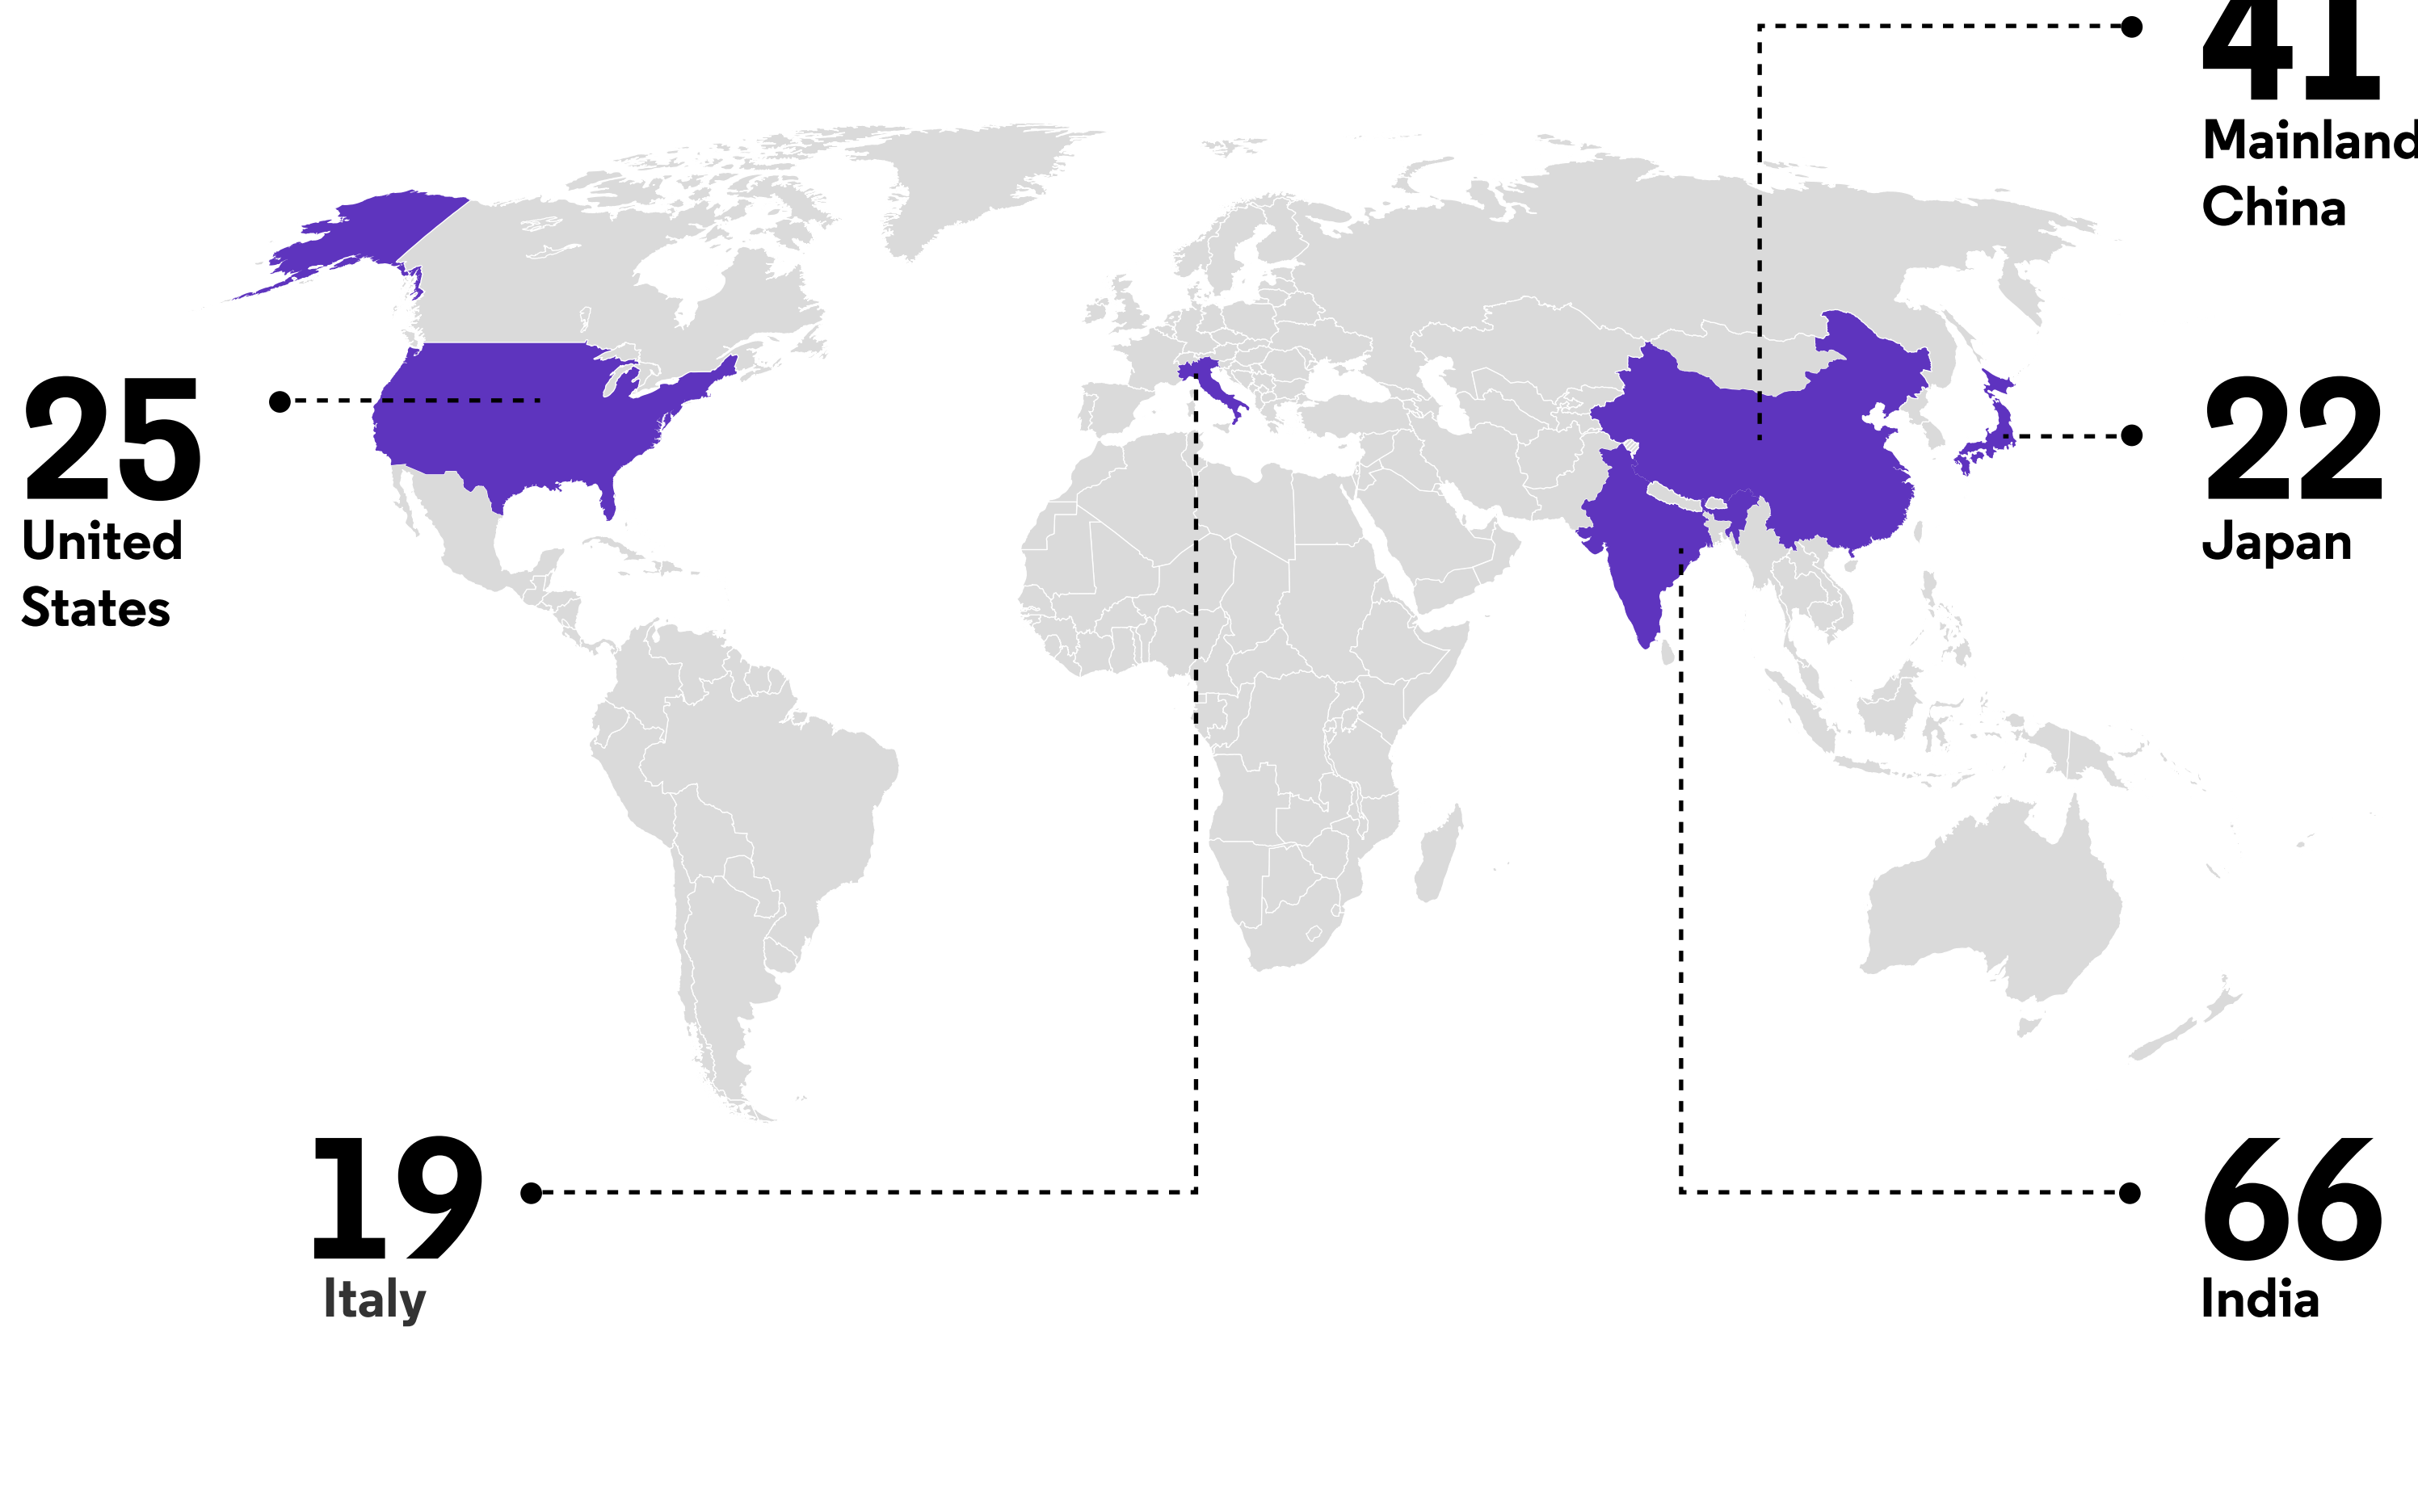 41
Mainland
China
25
United
States
22
Japan
19
Italy
66
India